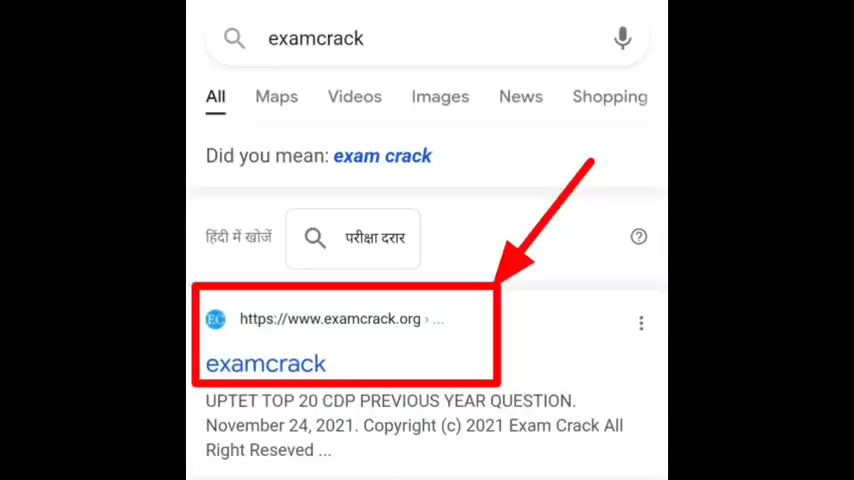 examcrack
All Maps Videos Images News Shopping
Did you mean: exam crack
हिंदी में खोजें परीक्षा दरार
EC https://www.examcrack.org › ...
examcrack
UPTET TOP 20 CDP PREVIOUS YEAR QUESTION.
November 24, 2021. Copyright (c) 2021 Exam Crack All
Right Reseved ...